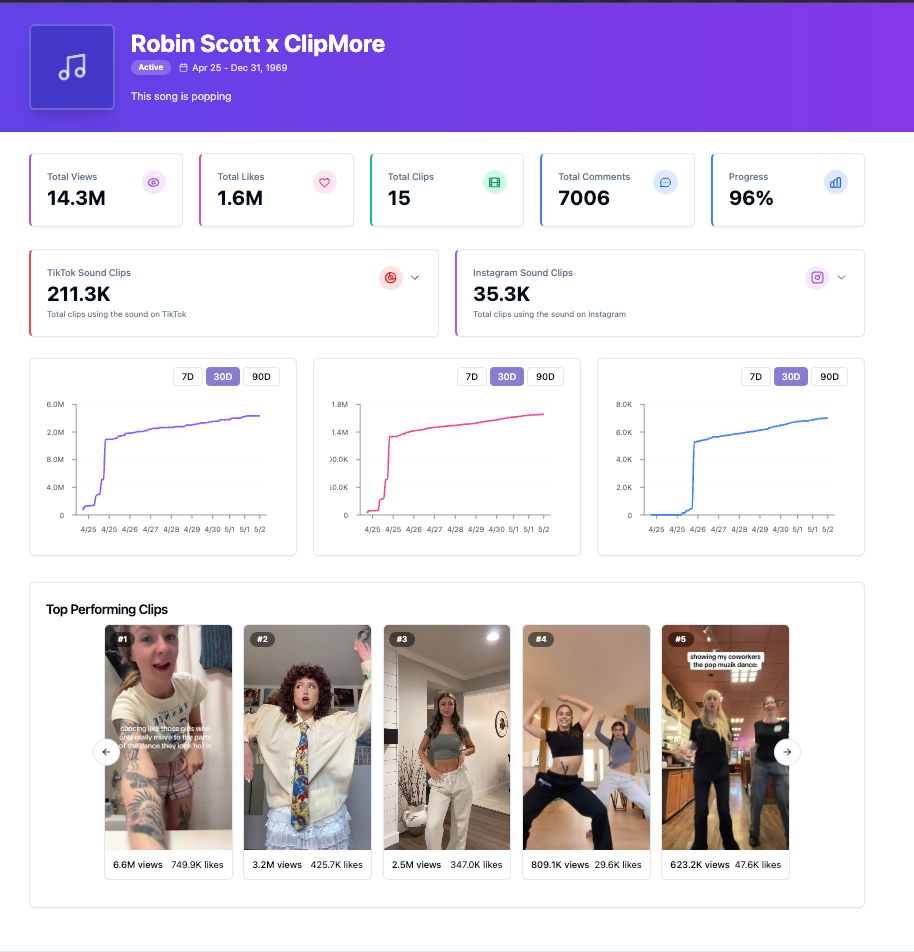 Robin Scott x ClipMore
Active Apr 25 - Dec 31, 1969
This song is popping
Total Views
14.3M
Total Likes
1.6M
Total Clips
15
Total Comments
7006
Progress
96%
TikTok Sound Clips
211.3K
Total clips using the sound on TikTok
Instagram Sound Clips
35.3K
Total clips using the sound on Instagram
7D 30D 90D
6.0M
2.0M
8.0M
4.0M
0
4/25 4/25 4/26 4/27 4/28 4/29 4/30 5/1 5/1 5/2
7D 30D 90D
1.8M
1.4M
00.0K
50.0K
0
4/25 4/25 4/26 4/27 4/28 4/29 4/30 5/1 5/1 5/2
7D 30D 90D
8.0K
6.0K
4.0K
2.0K
0
4/25 4/25 4/26 4/27 4/28 4/29 4/30 5/1 5/1 5/2
Top Performing Clips
#1
dancing like those girls who
only really move to the parts
of the dance they look hot in
6.6M views 749.9K likes
#2
3.2M views 425.7K likes
#3
2.5M views 347.0K likes
#4
809.1K views 29.6K likes
#5
showing my coworkers
the pop muzik dance:
623.2K views 47.6K likes